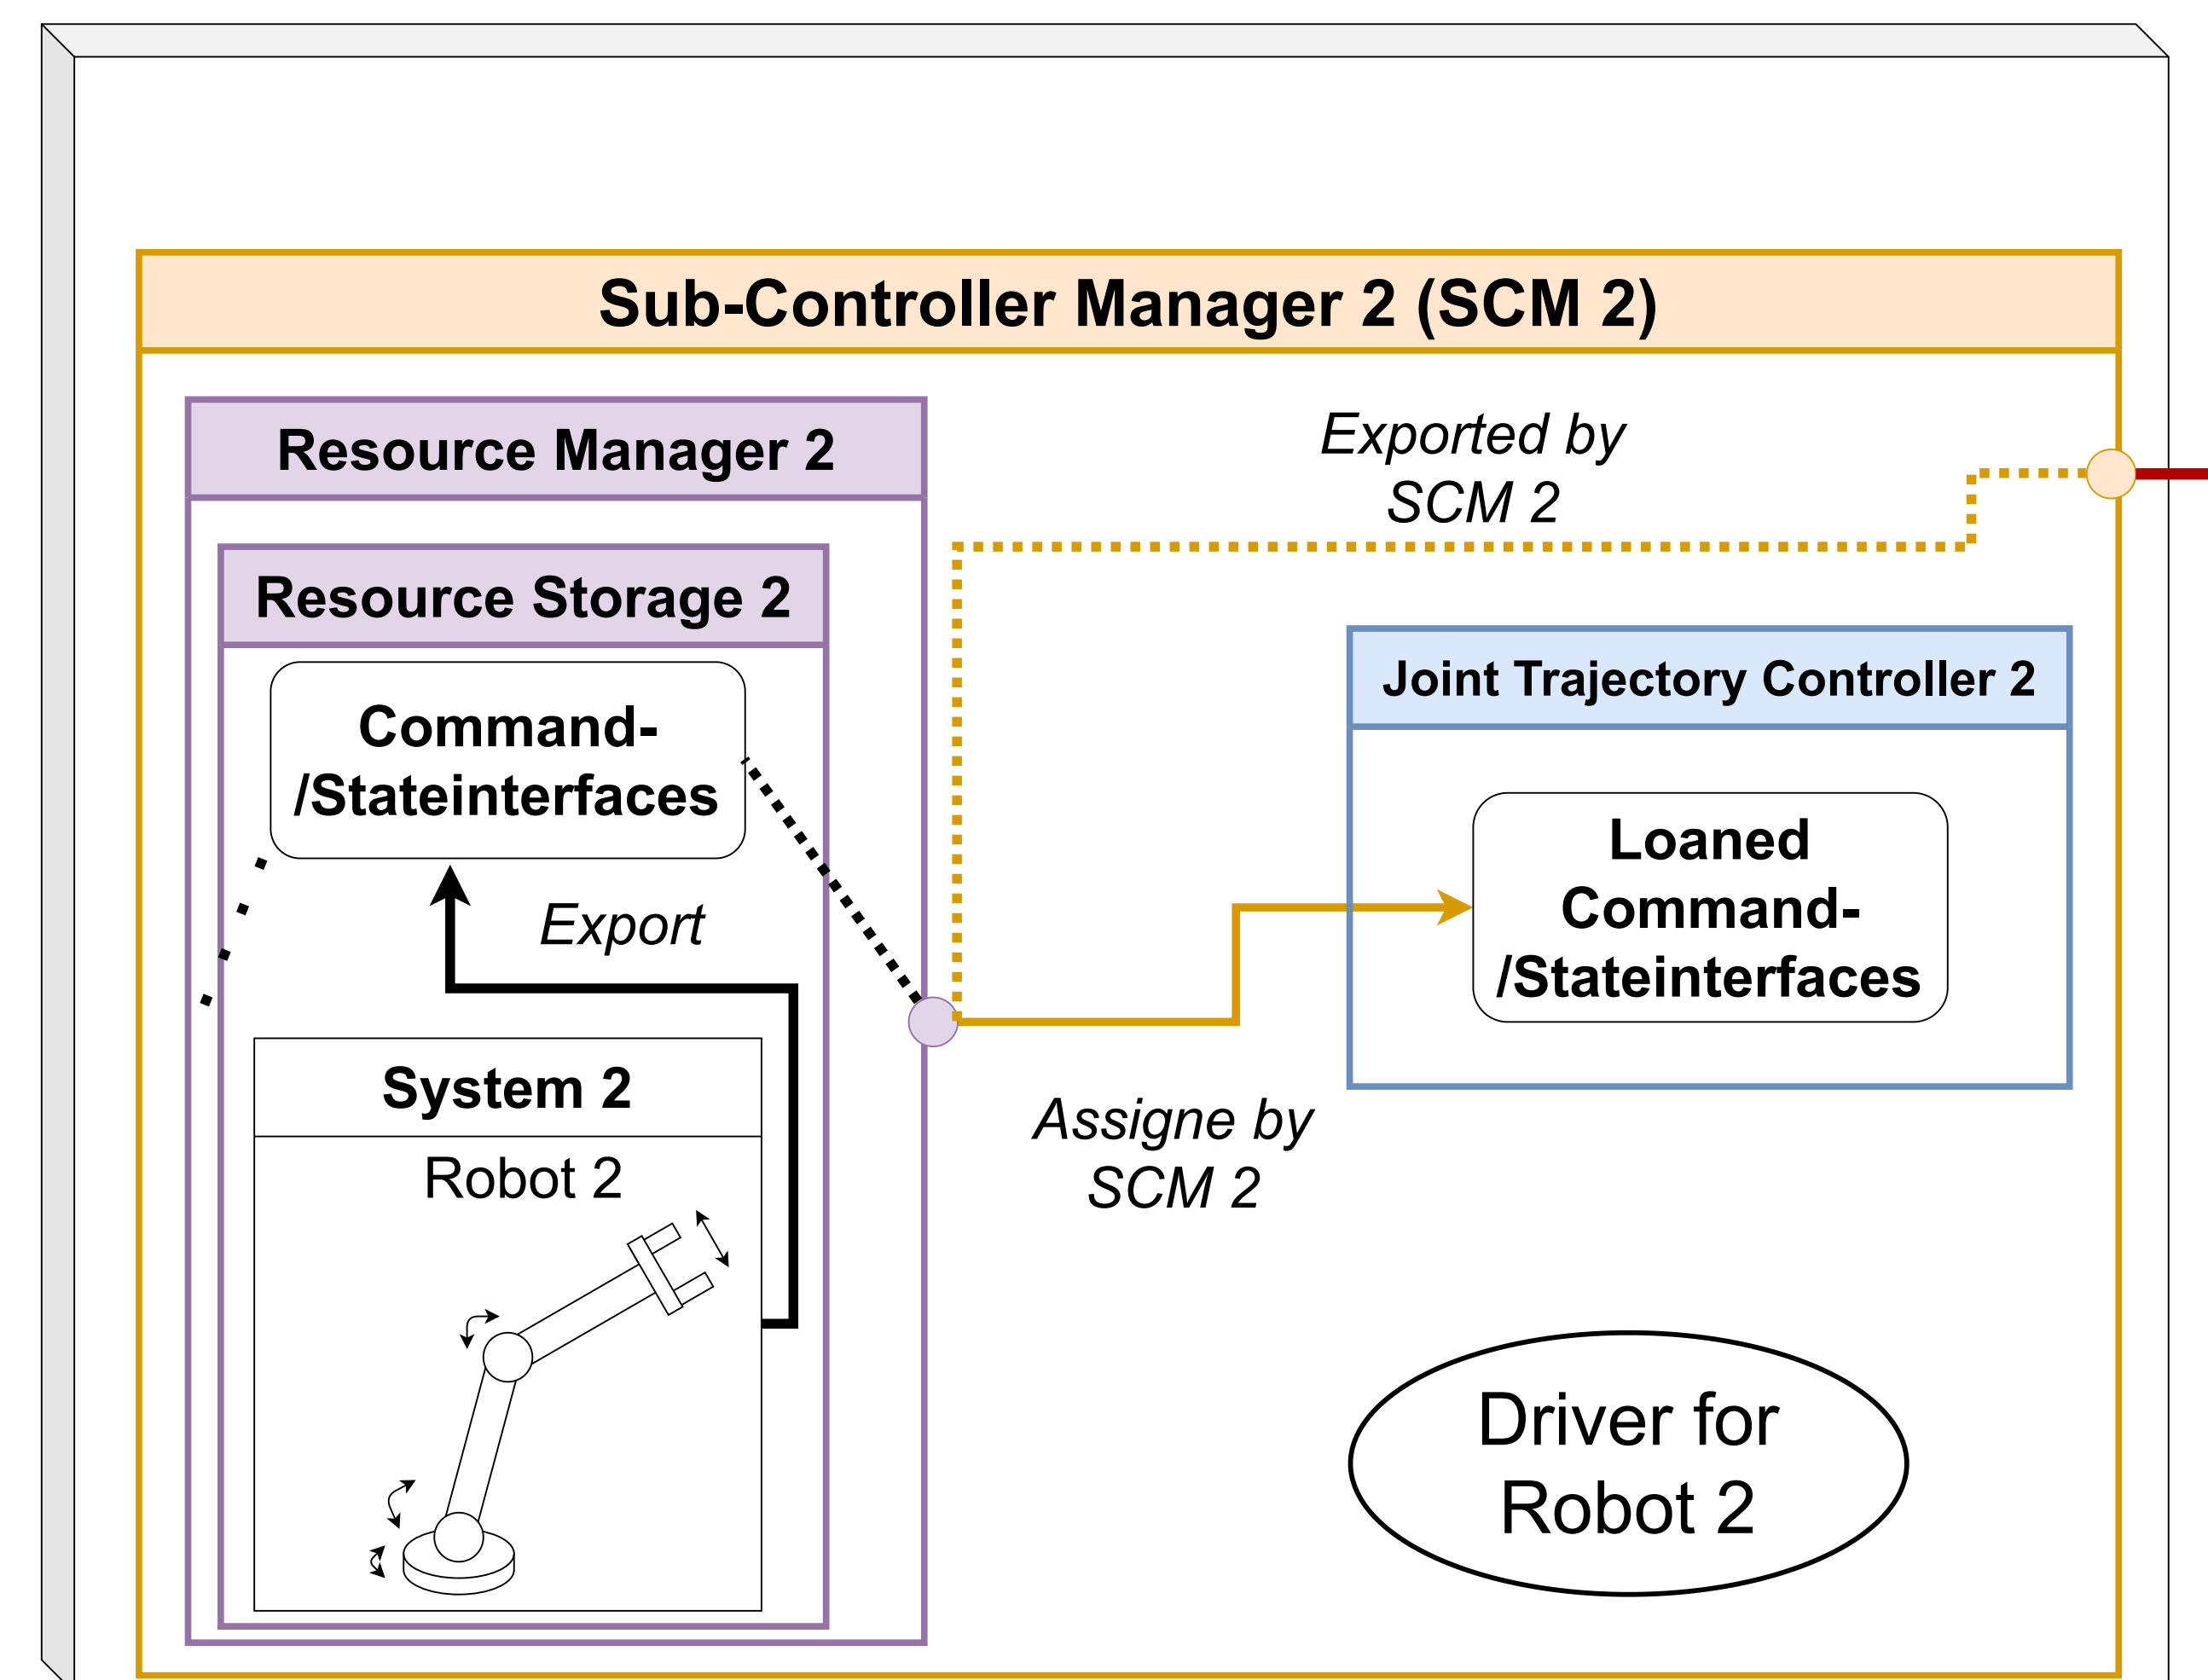 Sub-Controller Manager 2 (SCM 2)
Resource Manager 2
Exported by
SCM 2
Resource Storage 2
Command-
/Stateinterfaces
Joint Trajectory Controller 2
Loaned
Command-
/Stateinterfaces
Export
System 2
Robot 2
Assigne by
SCM 2
Driver for
Robot 2